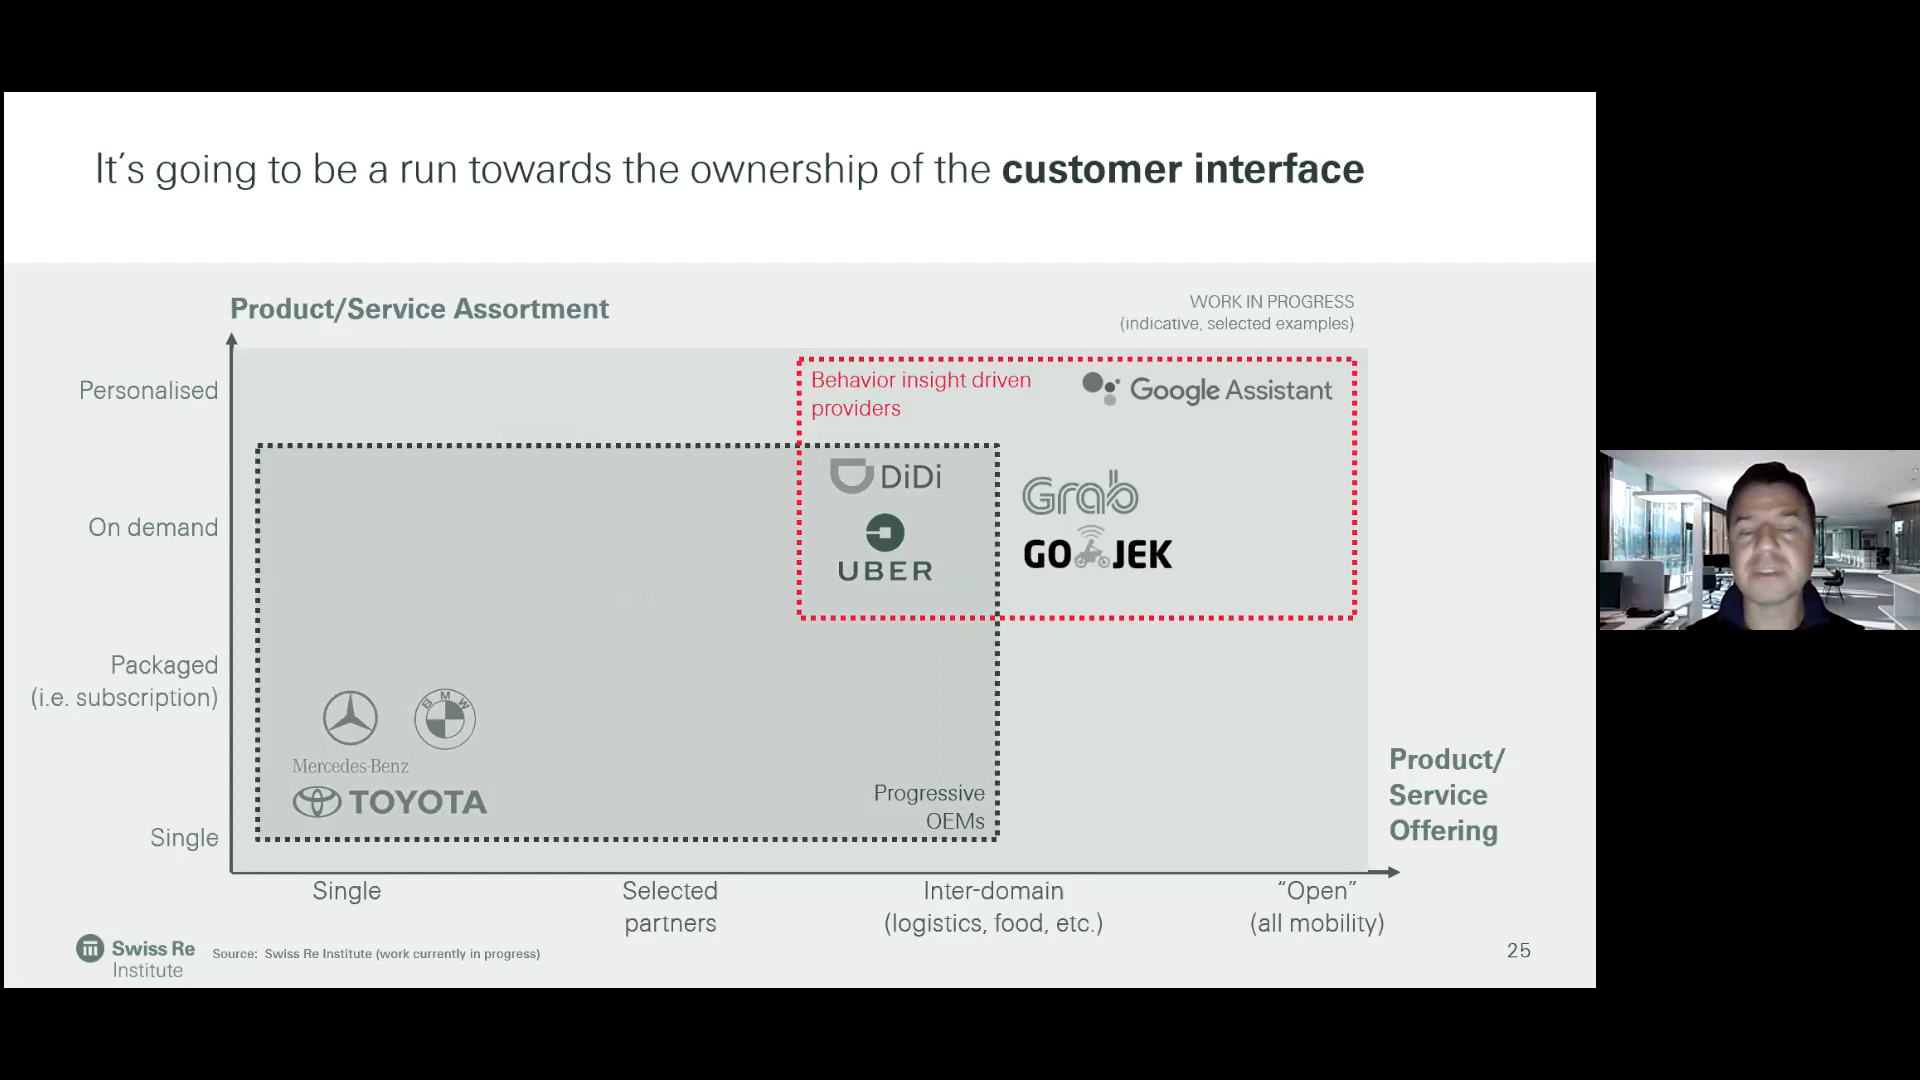 It´s going to be a run towards the ownership of the customer interface
Product/Service Assortment
WORK IN PROGRESS
(indicative, selected examples)
Personalised
On demand
Packaged
(i.e. subscription)
Single
Behavior insight driven
providers
Google Assistant
DiDi
UBER
Grab
GO JEK
BMW
Mercedes-Benz
TOYOTA
Progressive
OEMs
Product/
Service
Offering
Single
Selected
partners
Inter-domain
(logistics, food, etc.)
“Open”
(all mobility)
Swiss Re
Institute
Source: Swiss Re Institute (work currently in progress)
25